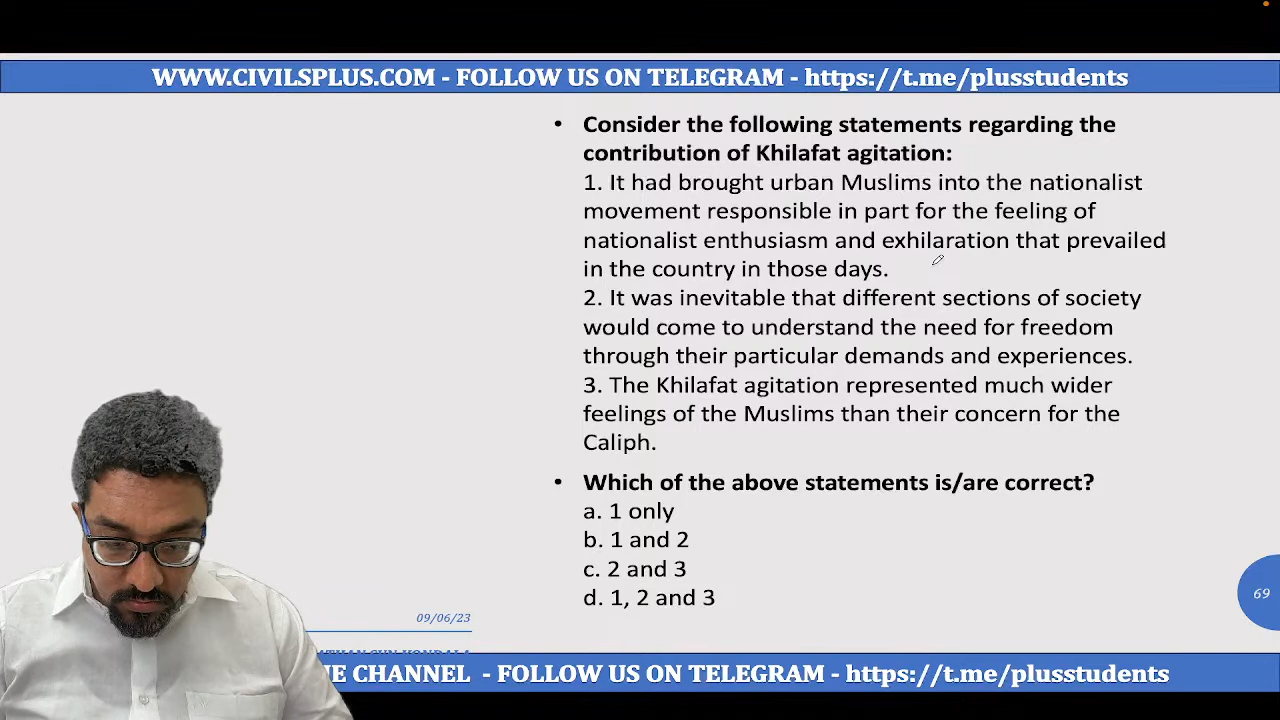 WWW.CIVILSPLUS.COM - FOLLOW US ON TELEGRAM - https://t.me/plusstudents
• Consider the following statements regarding the
contribution of Khilafat agitation:
1. It had brought urban Muslims into the nationalist
movement responsible in part for the feeling of
nationalist enthusiasm and exhilaration that prevailed
in the country in those days.
2. It was inevitable that different sections of society
would come to understand the need for freedom
through their particular demands and experiences.
3. The Khilafat agitation represented much wider
feelings of the Muslims than their concern for the
Caliph.
• Which of the above statements is/are correct?
a. 1 only
b. 1 and 2
c. 2 and 3
d. 1, 2 and 3
69
09/06/23
CHANNEL - FOLLOW US ON TELEGRAM - https://t.me/plusstudents